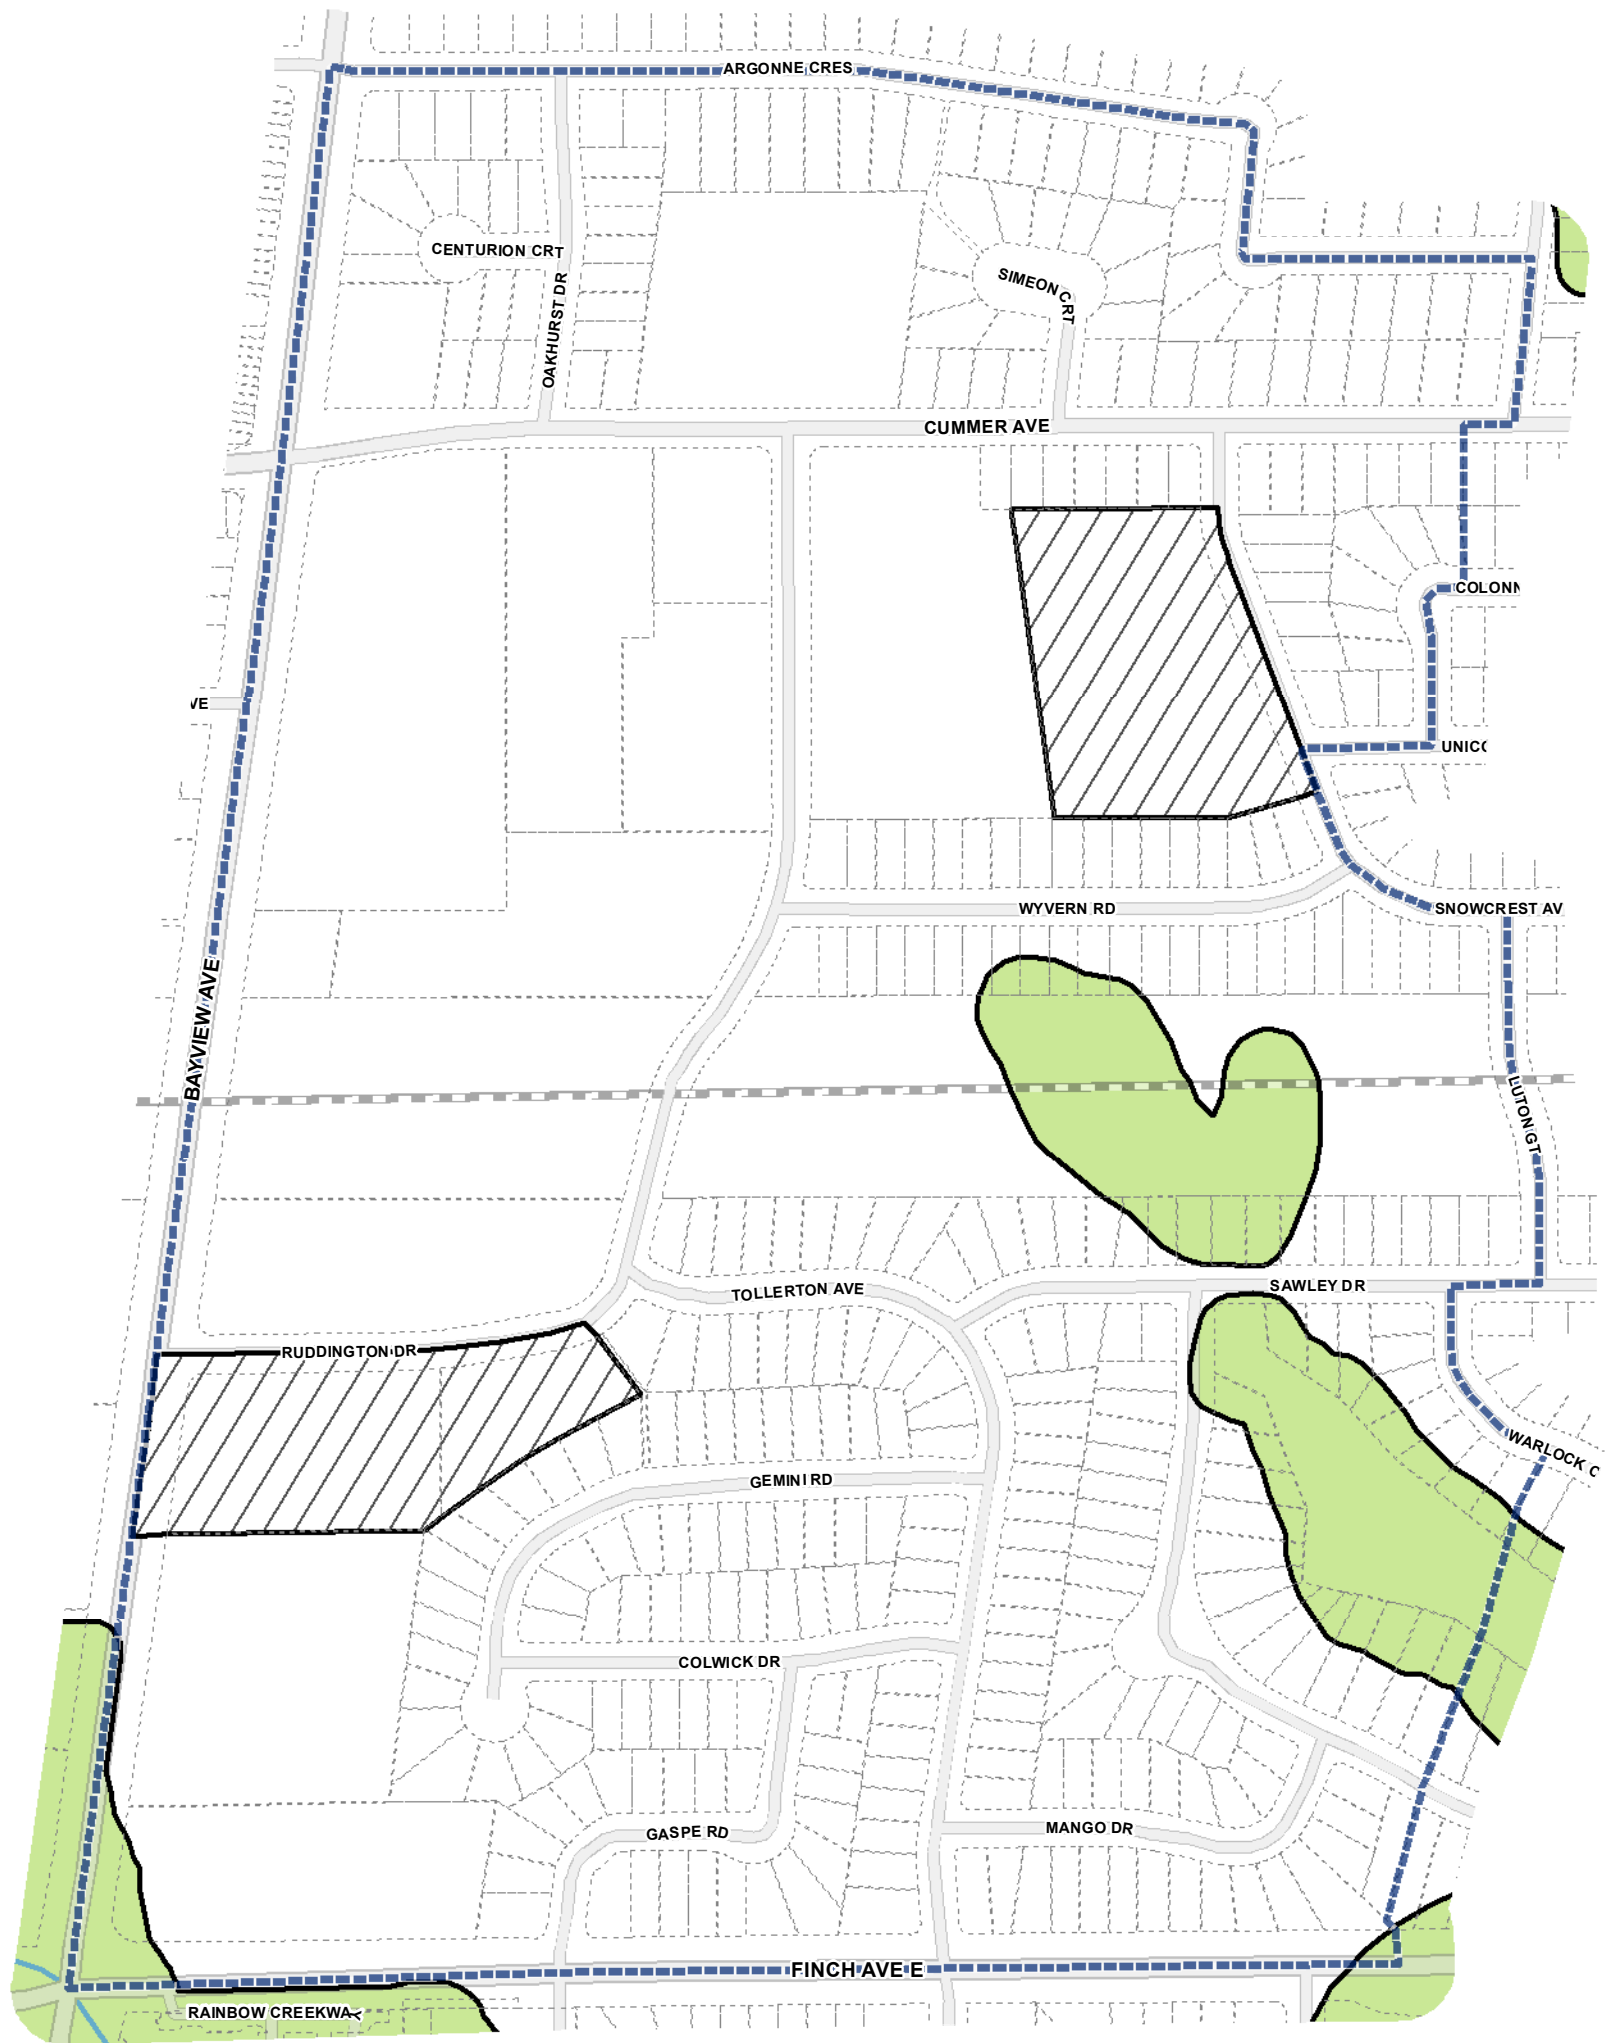 ARGONNE CRES
CENTURION CRT
SIMEON CRT
OAKHURST DR
CUMMER AVE
COLONN
VE
UNICO
WYVERN RD
SNOWCREST AV
BAYVIEW AVE
LUTON GT
SAWLEY DR
TOLLERTON AVE
RUDDINGTON DR
WARLOCK C
GEMINI RD
COLWICK DR
GASPE RD
MANGO DR
FINCH AVE E
RAINBOW CREEKWAY